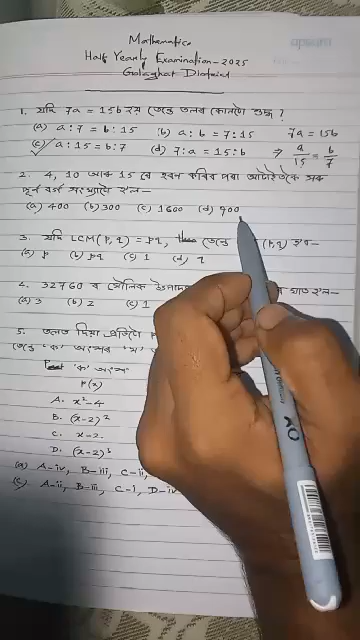 Mathematics
Half Yearly Examination-2025
Golaghat District
1. যদি 7a = 15b হয় তেন্তে তলৰ কোনটো শুদ্ধ ?
(a) a:7 = b:15 (b) a:b = 7:15 7a = 15b
(c) a:15 = b:7 (d) 7:a = 15:b ⇒ a/15 = b/7
2. 4, 10 আৰু 15 ৰে হৰণ কৰিব পৰা আটাইতকৈ সৰু
পূৰ্ণ বৰ্গ সংখ্যাটো হ'ল—
(a) 400 (b) 300 (c) 1600 (d) 900
3. যদি LCM(P, q) = pq, তেন্তে (P, q) হ'ব-
(a) p (b) pq (c) 1 (d) q
4. 32760 ৰ মৌলিক ঘাত হ'ল-
(a) 3 (b) 2 (c) 1
5. তলত দিয়া প্ৰতিটো
তেন্তে 'ক' অংশৰ
'ক' অংশ
P(x)
A. x²-4
B. (x-2)²
C. x-2
D. (x-2)³
(a) A-iv, B-iii, C-ii,
(c) A-ii, B-iii, C-i, D-iv